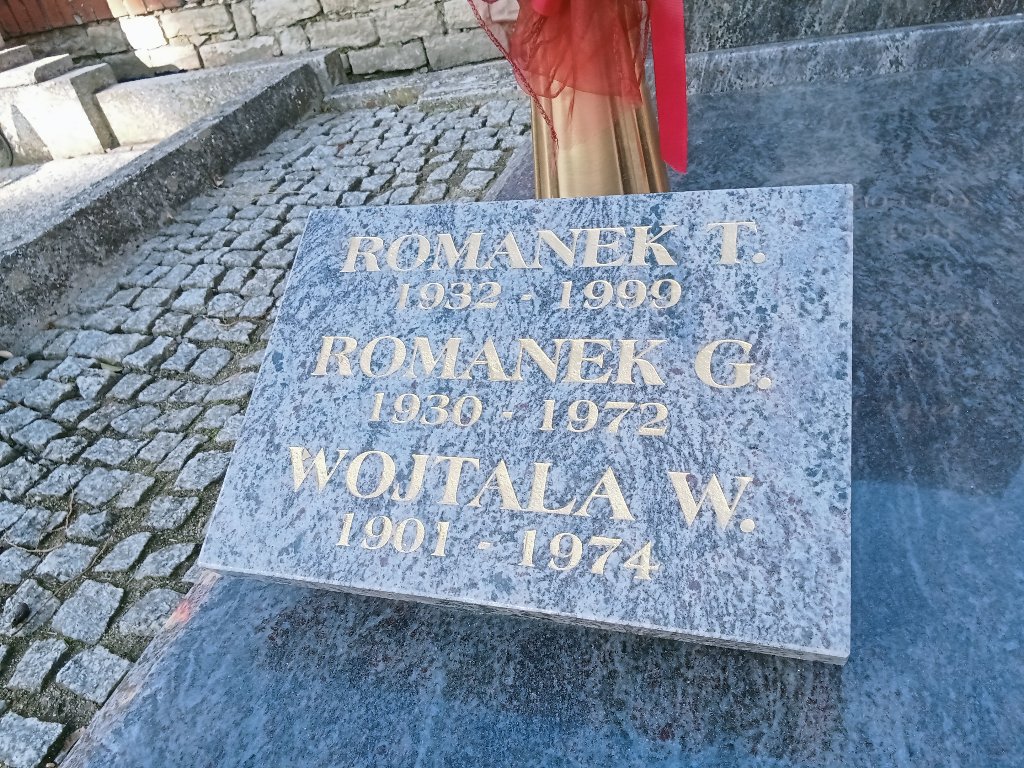 ROMANEK T.
1932 - 1999
ROMANEK G.
1930 - 1972
WOJTALA W.
1901 - 1974